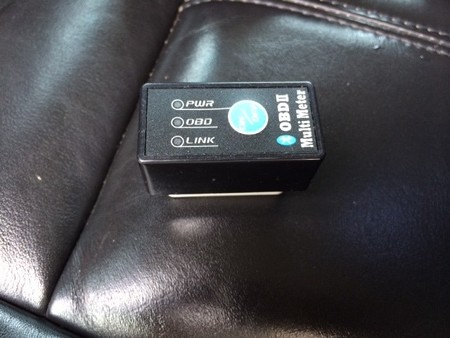 PWR
OBD
LINK
OBDII
Multi Meter